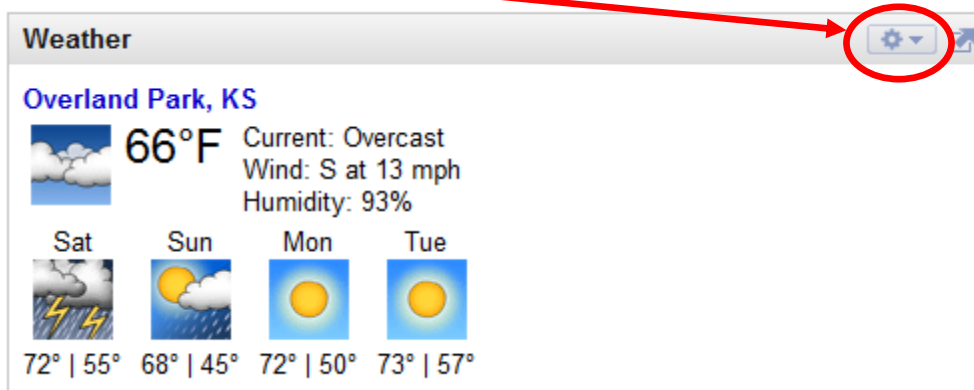 Weather
Overland Park, KS
66°F
Current: Overcast
Wind: S at 13 mph
Humidity: 93%
Sat Sun Mon Tue
72° | 55° 68° | 45° 72° | 50° 73° | 57°